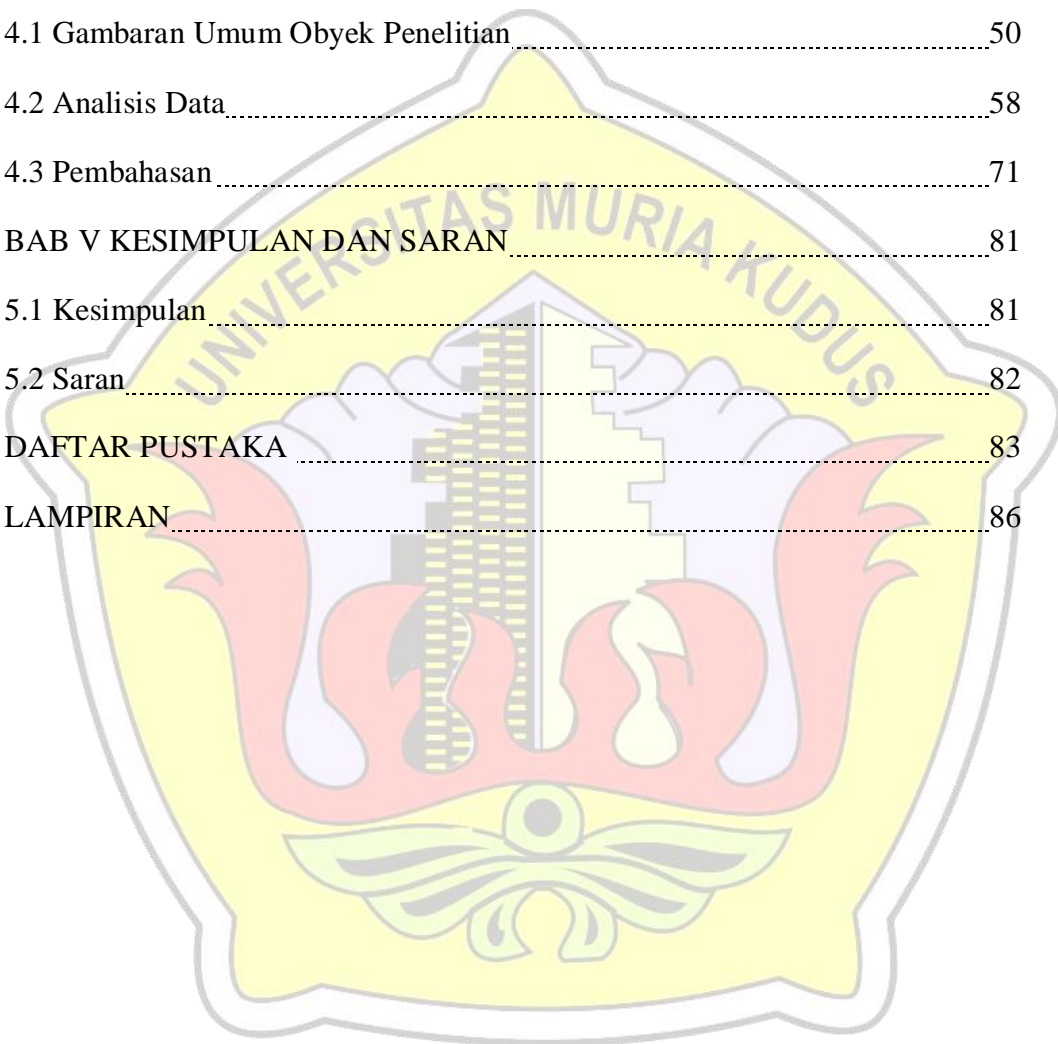 4.1 Gambaran Umum Obyek Penelitian 50
4.2 Analisis Data 58
4.3 Pembahasan 71
UNIVERSITAS MURIA KUDUS
BAB V KESIMPULAN DAN SARAN 81
5.1 Kesimpulan 81
5.2 Saran 82
DAFTAR PUSTAKA 83
LAMPIRAN 86